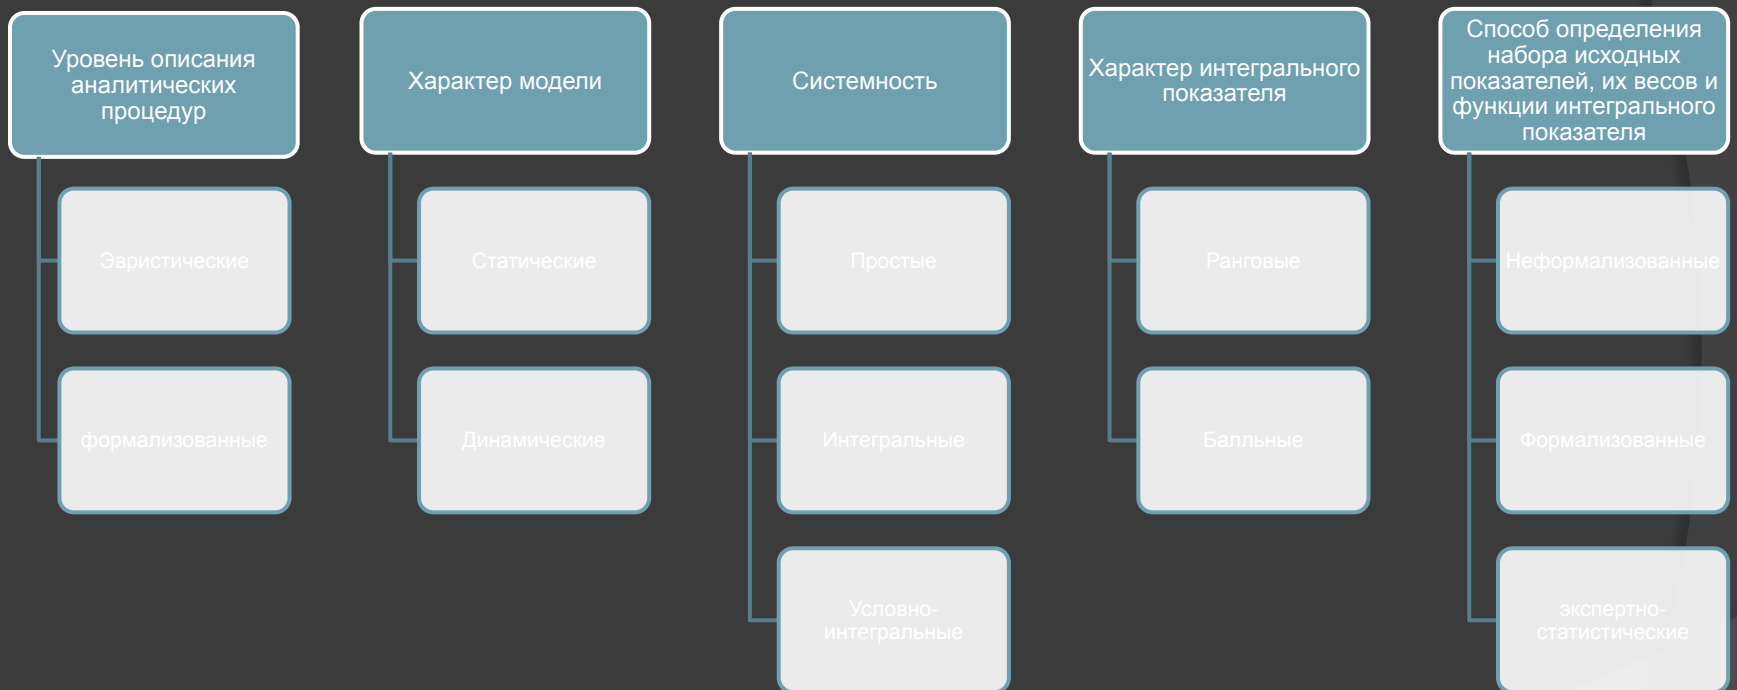 Уровень описания
аналитических
процедур
Эвристические
формализованные
Характер модели
Статические
Динамические
Системность
Простые
Интегральные
Условно-
интегральные
Характер интегрального
показателя
Ранговые
Балльные
Способ определения
набора исходных
показателей, их весов и
функции интегрального
показателя
Неформализованные
Формализованные
экспертно-
статистические